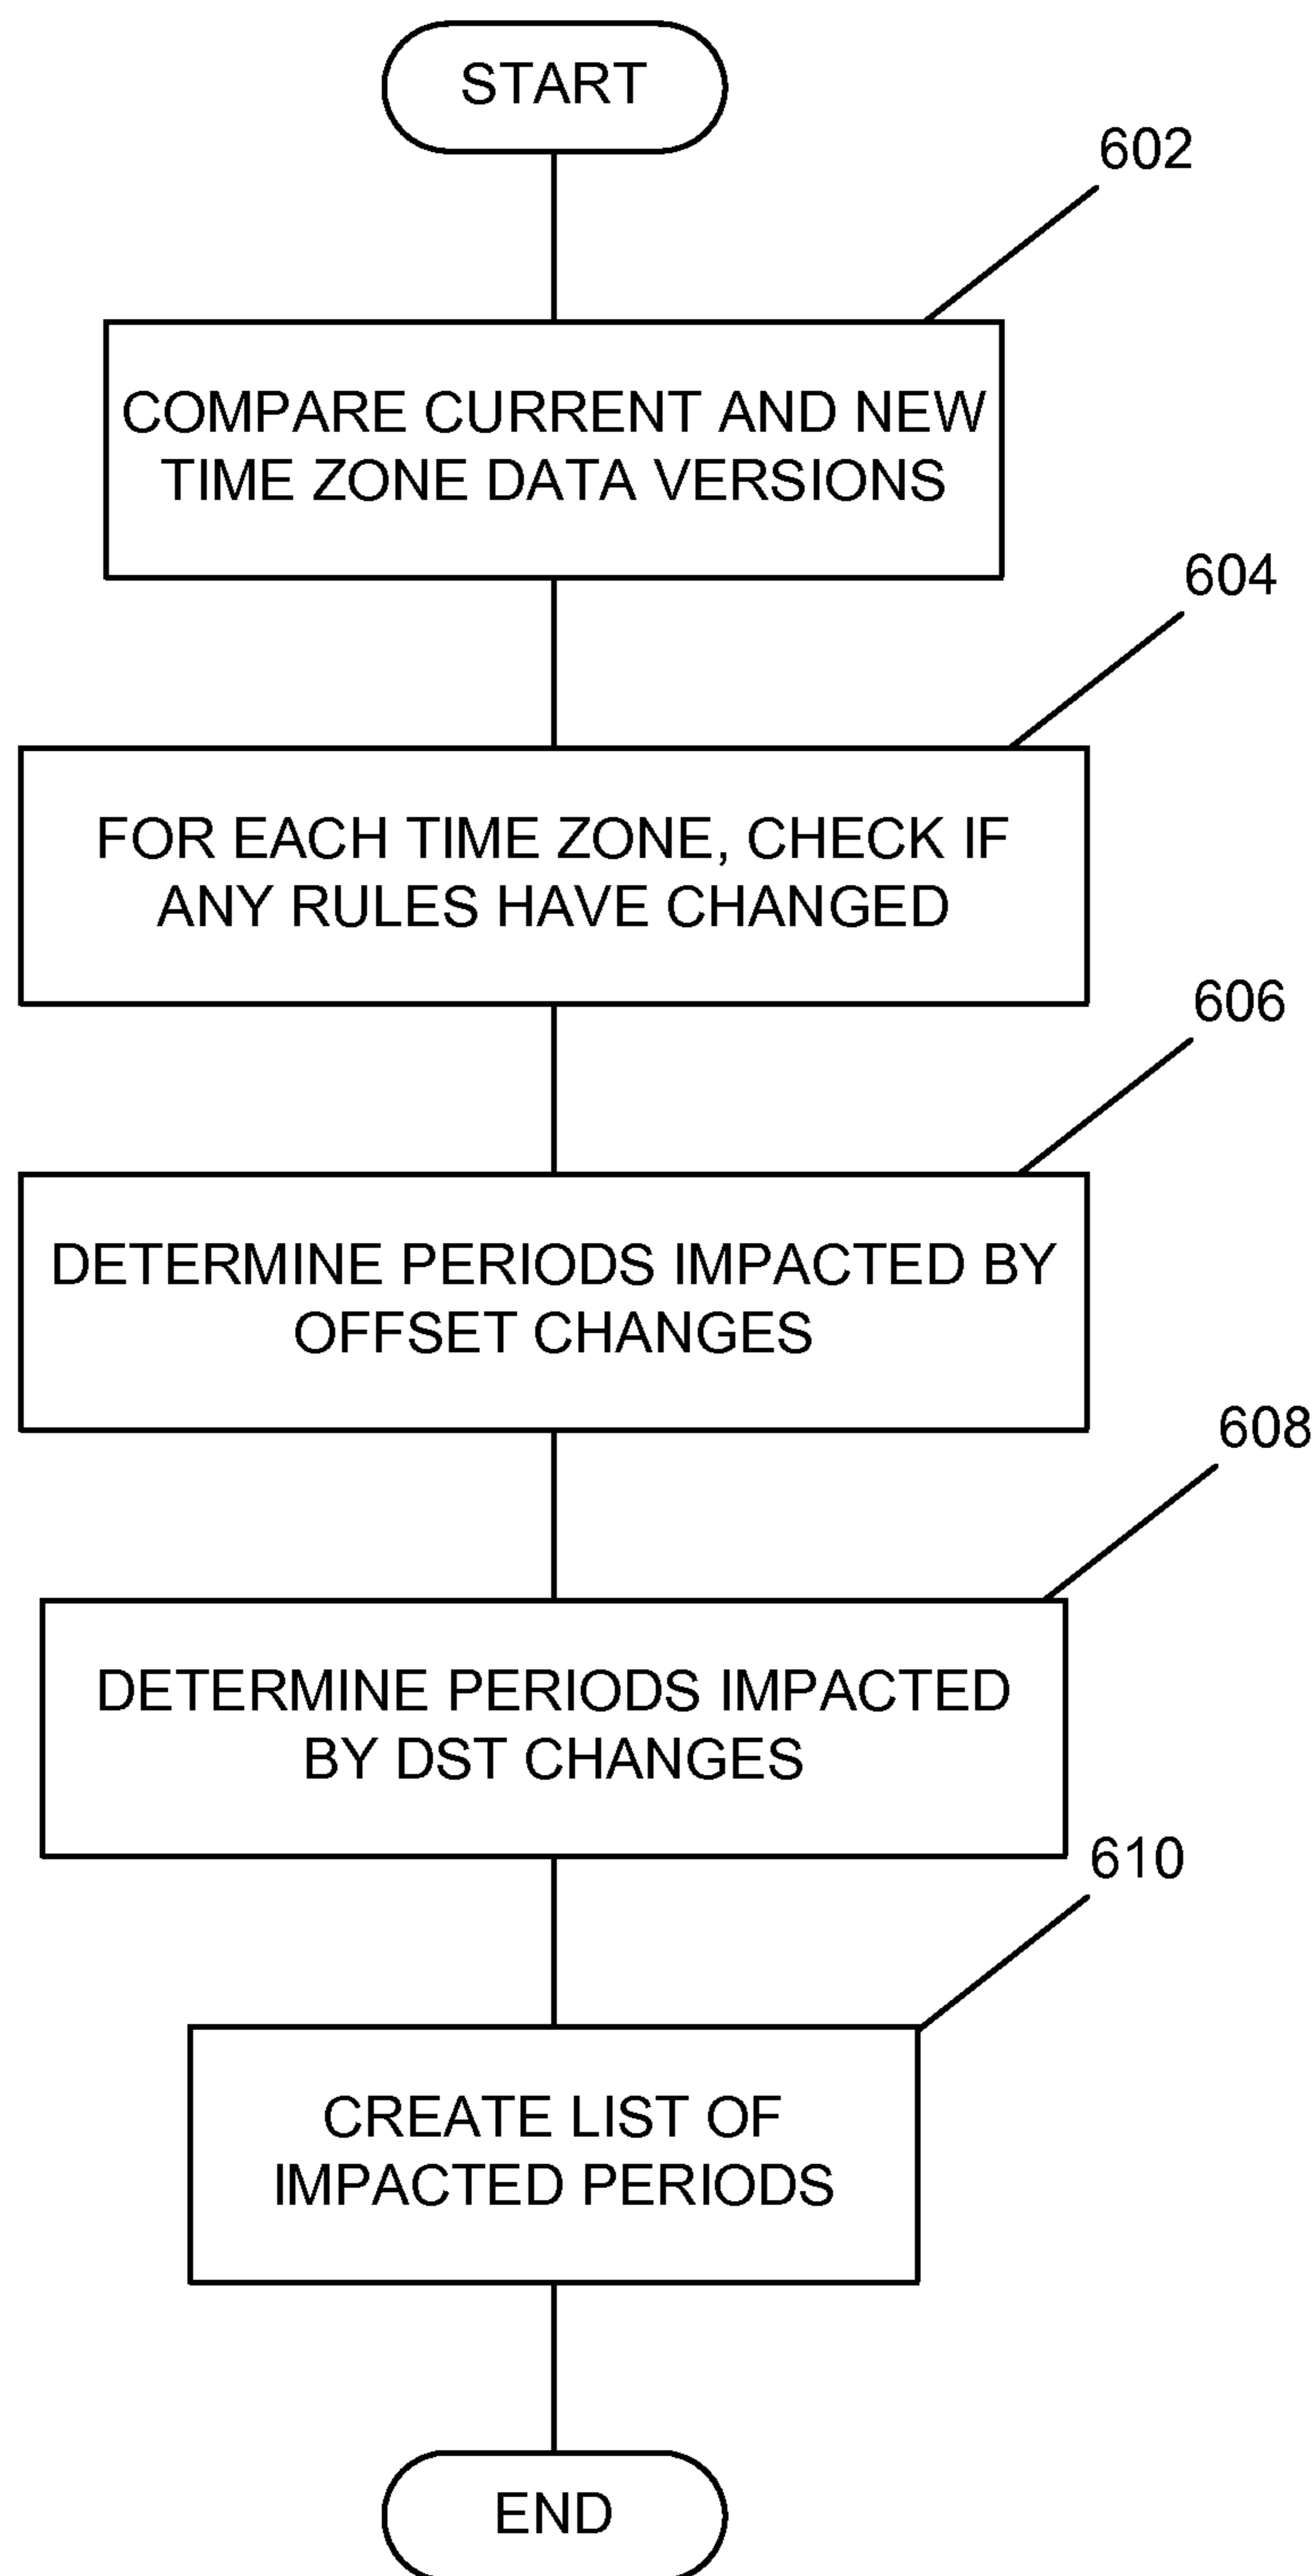 START
602
COMPARE CURRENT AND NEW
TIME ZONE DATA VERSIONS
604
FOR EACH TIME ZONE, CHECK IF
ANY RULES HAVE CHANGED
606
DETERMINE PERIODS IMPACTED BY
OFFSET CHANGES
608
DETERMINE PERIODS IMPACTED
BY DST CHANGES
610
CREATE LIST OF
IMPACTED PERIODS
END